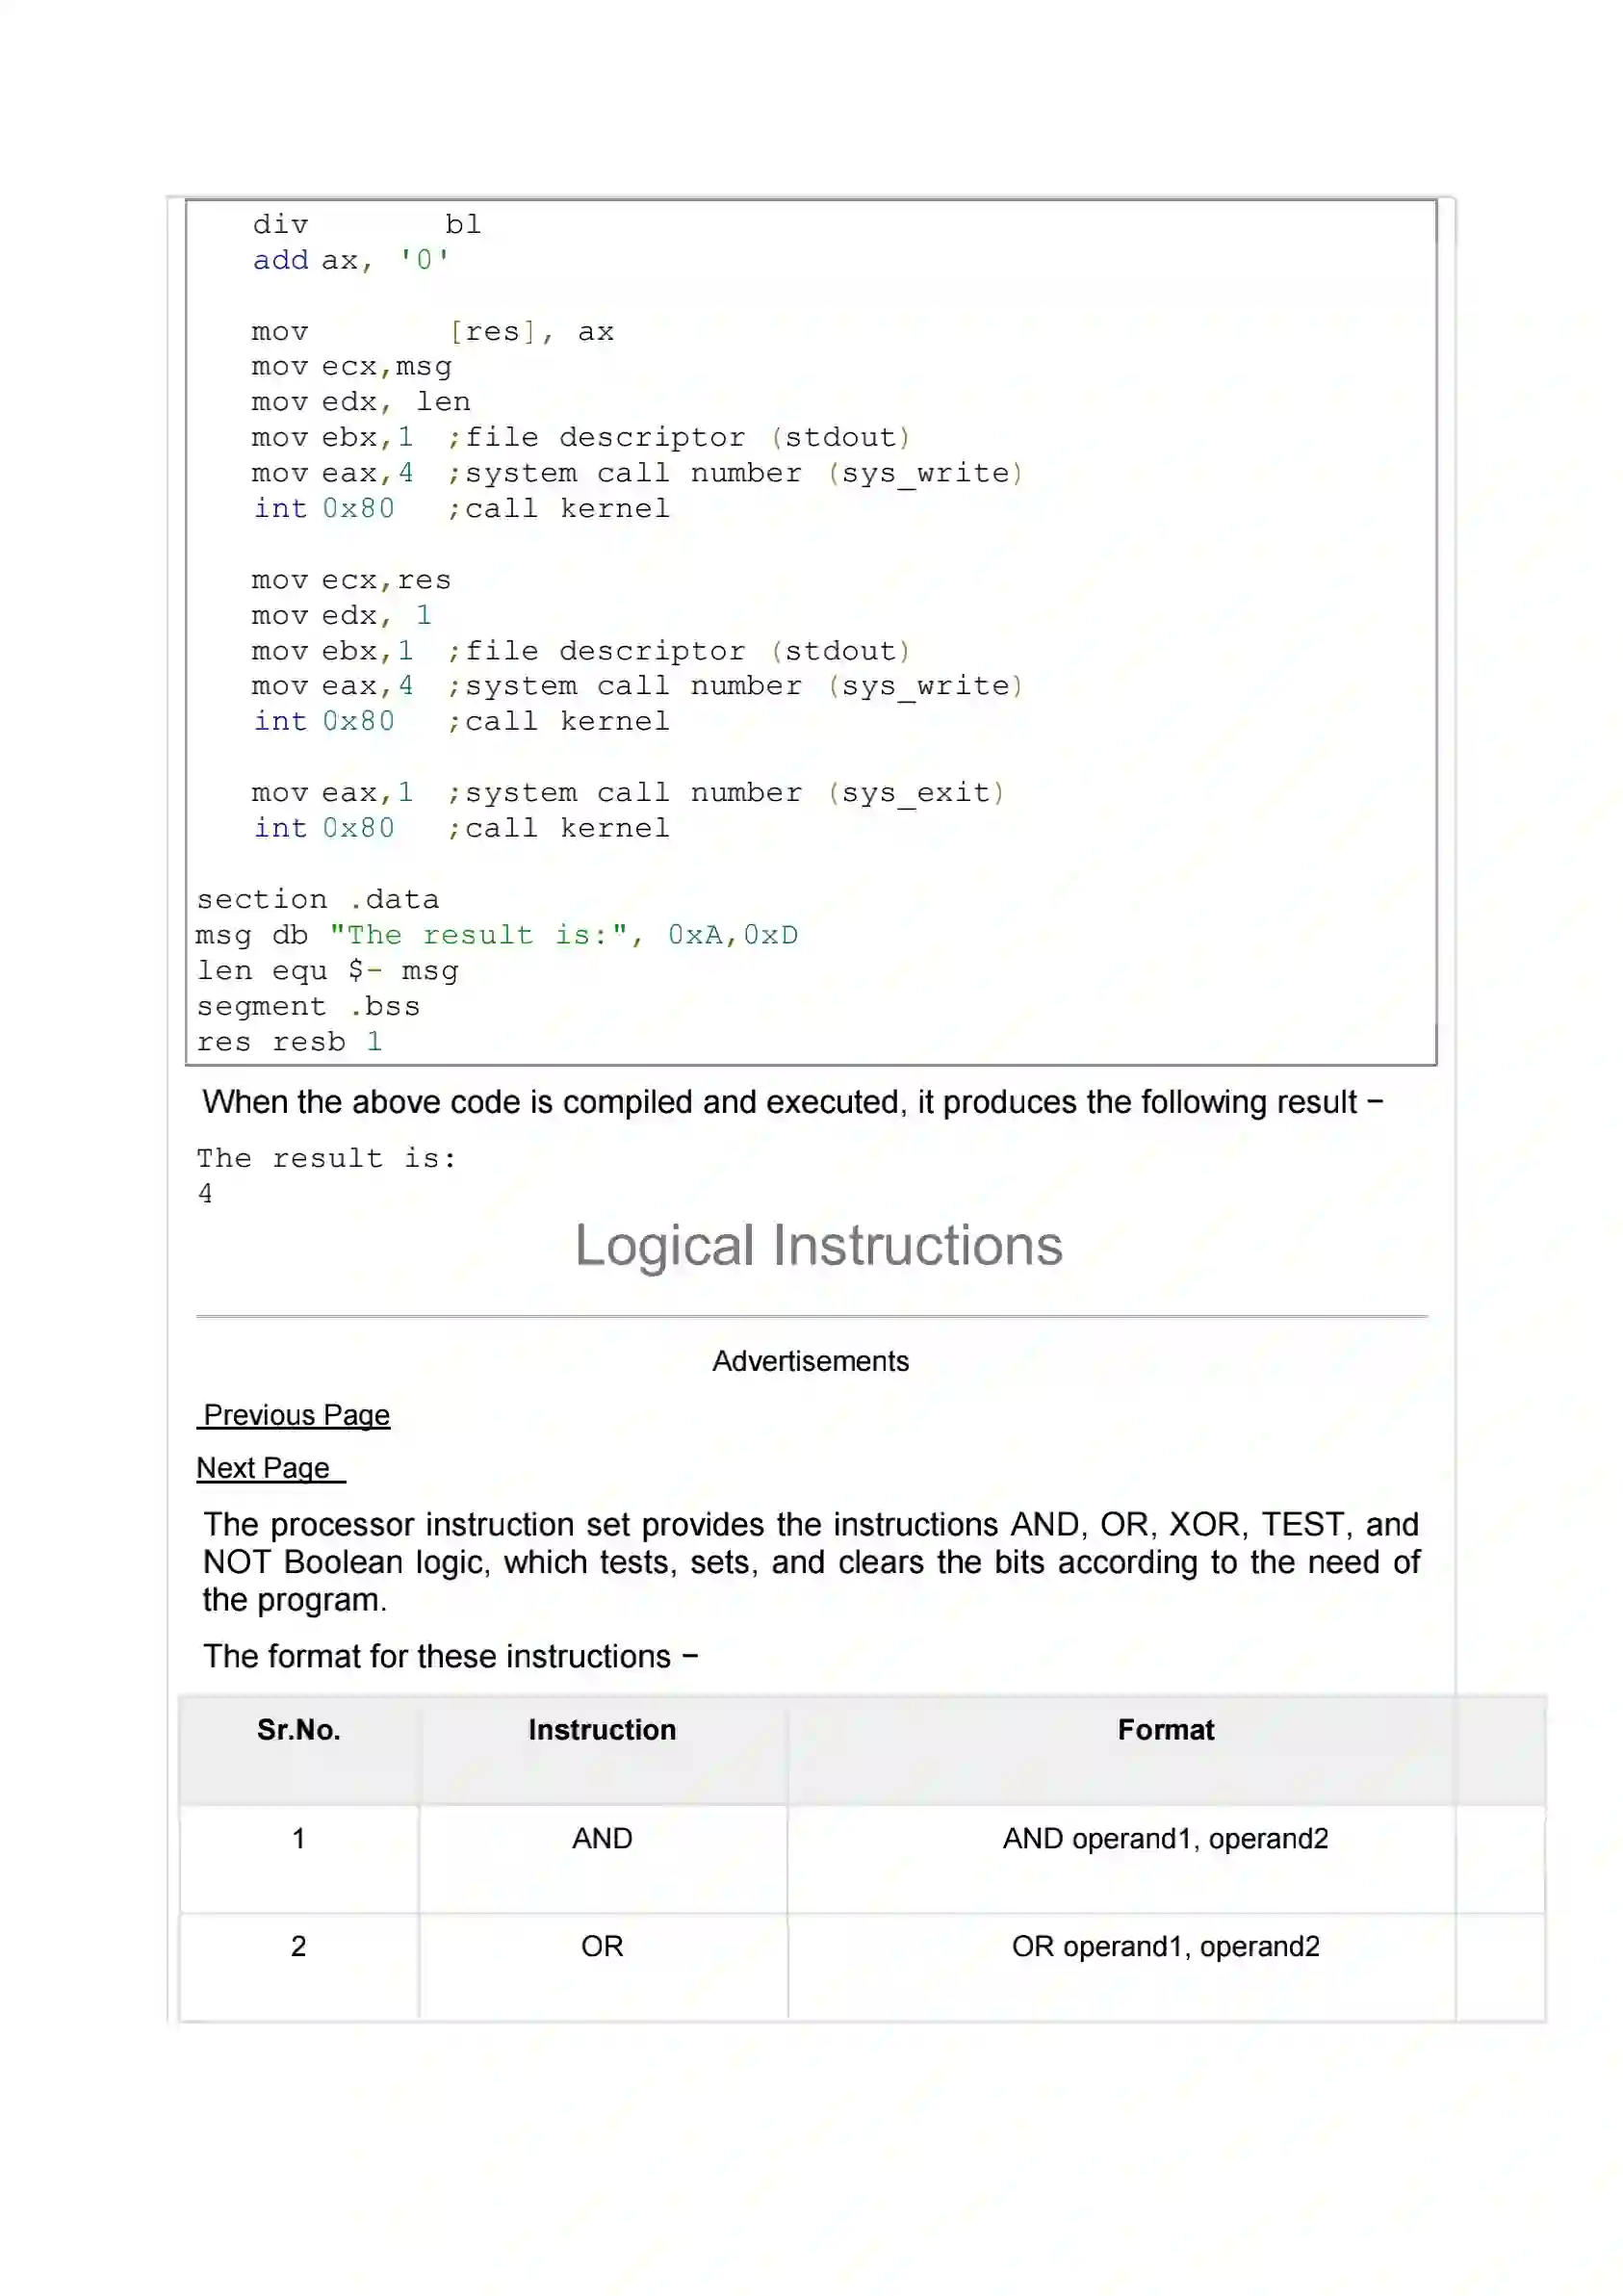 div bl
add ax, '0'
mov [res], ax
mov ecx,msg
mov edx, len
mov ebx,1 ;file descriptor (stdout)
mov eax,4 ;system call number (sys_write)
int 0x80 ;call kernel
mov ecx,res
mov edx, 1
mov ebx,1 ;file descriptor (stdout)
mov eax,4 ;system call number (sys_write)
int 0x80 ;call kernel
mov eax,1 ;system call number (sys_exit)
int 0x80 ;call kernel
section .data
msg db "The result is:", 0xA,0xD
len equ $- msg
segment .bss
res resb 1
When the above code is compiled and executed, it produces the following result −
The result is:
4
Logical Instructions
Advertisements
Previous Page
Next Page
The processor instruction set provides the instructions AND, OR, XOR, TEST, and
NOT Boolean logic, which tests, sets, and clears the bits according to the need of
the program.
The format for these instructions −
Sr.No. Instruction Format
1 AND AND operand1, operand2
2 OR OR operand1, operand2